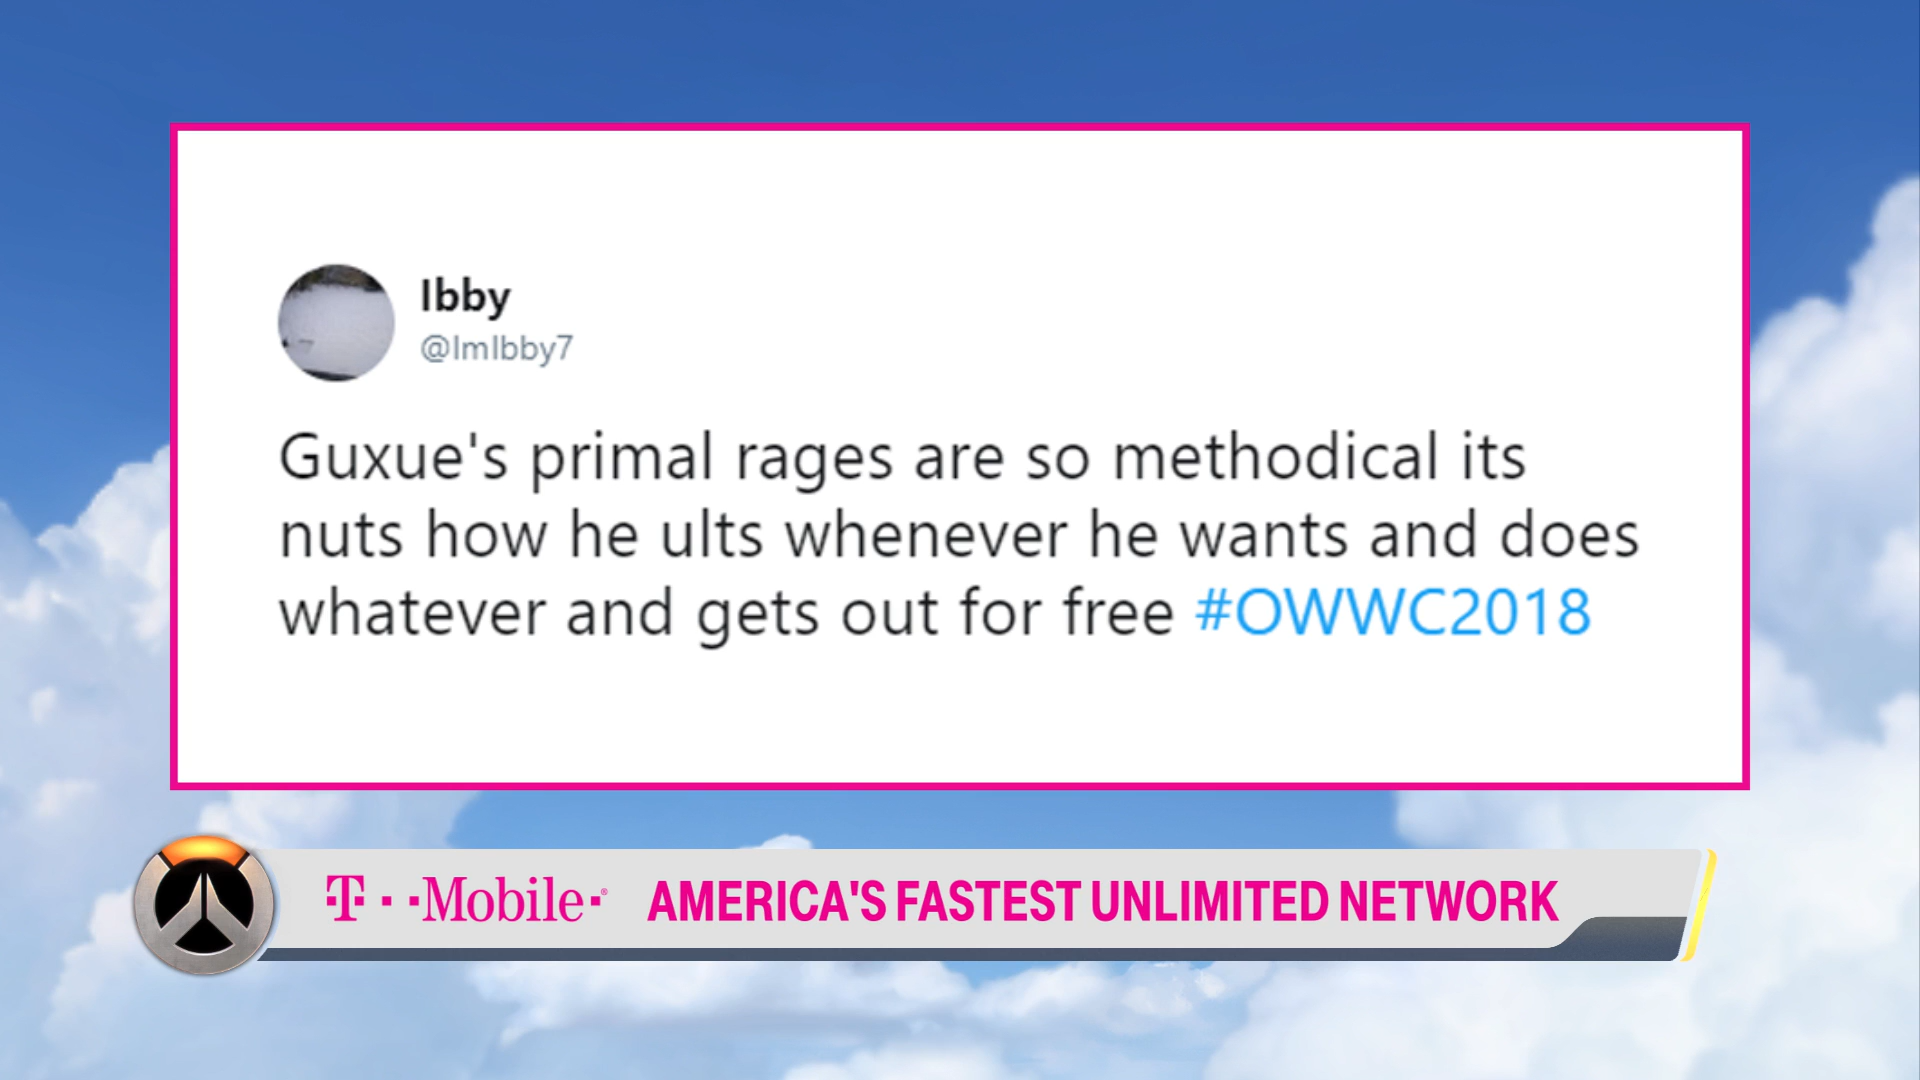 Ibby
@ImIbby7
Guxue's primal rages are so methodical its
nuts how he ults whenever he wants and does
whatever and gets out for free #OWWC2018
T··Mobile·® AMERICA'S FASTEST UNLIMITED NETWORK